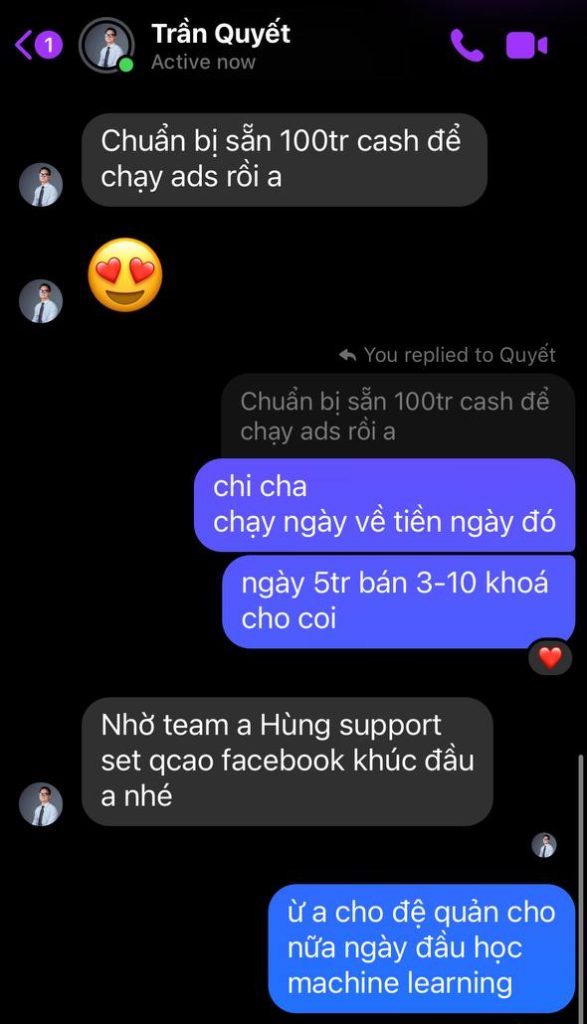 1
Trần Quyết
Active now
Chuẩn bị sẵn 100tr cash để
chạy ads rồi a
You replied to Quyết
Chuẩn bị sẵn 100tr cash để
chạy ads rồi a
chi cha
chạy ngày về tiền ngày đó
ngày 5tr bán 3-10 khoá
cho coi
Nhờ team a Hùng support
set qcao facebook khúc đầu
a nhé
ừ a cho đệ quản cho
nữa ngày đầu học
machine learning